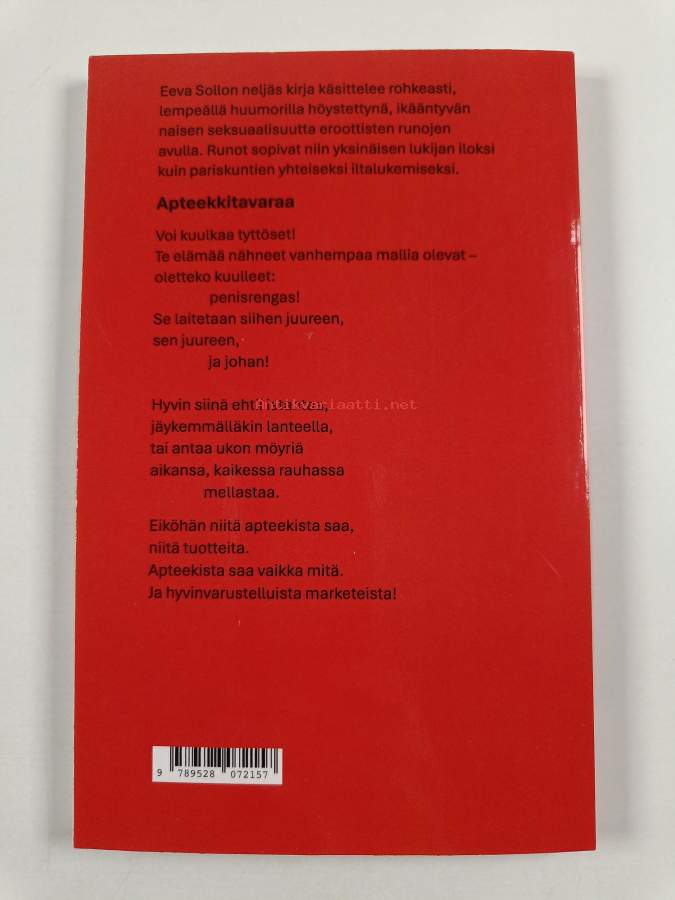 Eeva Sollon neljäs kirja käsittelee rohkeasti,
lempeällä huumorilla höystettynä, ikääntyvän
naisen seksuaalisuutta eroottisten runojen
avulla. Runot sopivat niin yksinäisen lukijan iloksi
kuin pariskuntien yhteiseksi iltalukemiseksi.
Apteekkitavaraa
Voi kuulkaa tyttöset!
Te elämää nähneet vanhempaa mallia olevat –
oletteko kuulleet:
penisrengas!
Se laitetaan siihen juureen,
sen juureen,
ja johan!
Hyvin siinä ehtii
Antikvariaatti.net
jäykemmälläkin lanteella,
tai antaa ukon möyriä
aikansa, kaikessa rauhassa
mellastaa.
Eiköhän niitä apteekista saa,
niitä tuotteita.
Apteekista saa vaikka mitä.
Ja hyvinvarustelluista marketeista!
9 789528 072157